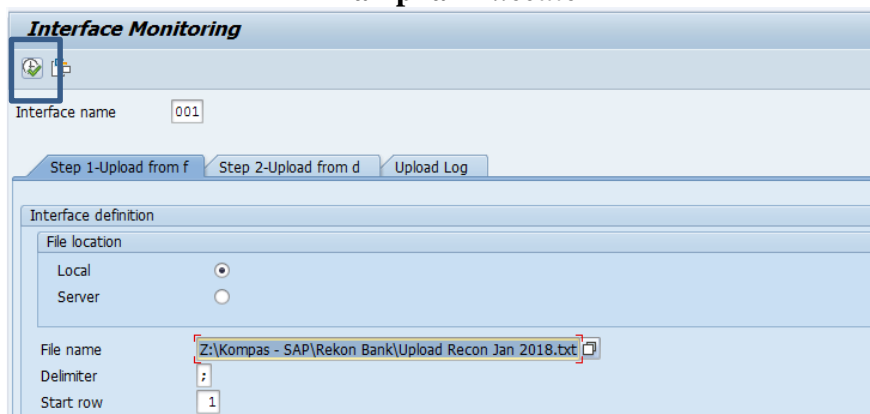 Interface Monitoring
Interface name 001
Step 1-Upload from f Step 2-Upload from d Upload Log
Interface definition
File location
Local
Server
File name Z:\Kompas - SAP\Rekon Bank\Upload Recon Jan 2018.txt
Delimiter ;
Start row 1